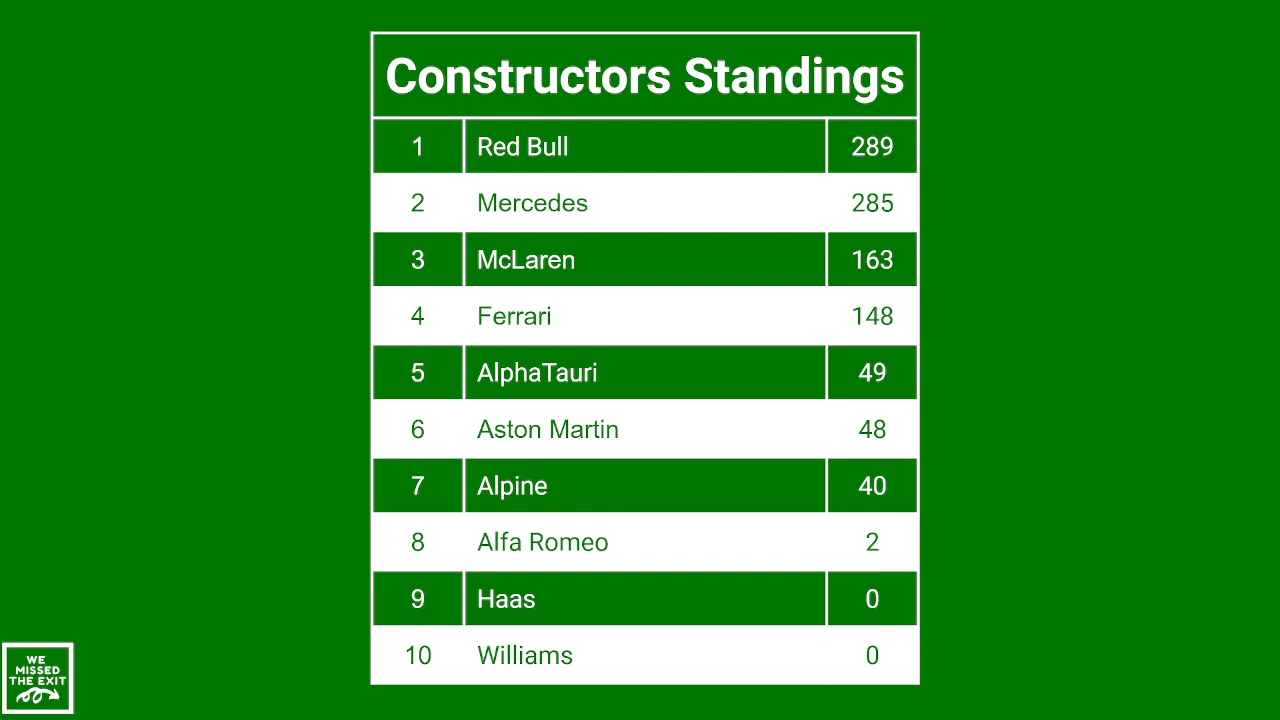 Constructors Standings
1 Red Bull 289
2 Mercedes 285
3 McLaren 163
4 Ferrari 148
5 AlphaTauri 49
6 Aston Martin 48
7 Alpine 40
8 Alfa Romeo 2
9 Haas 0
10 Williams 0
WE
MISSED
THE EXIT